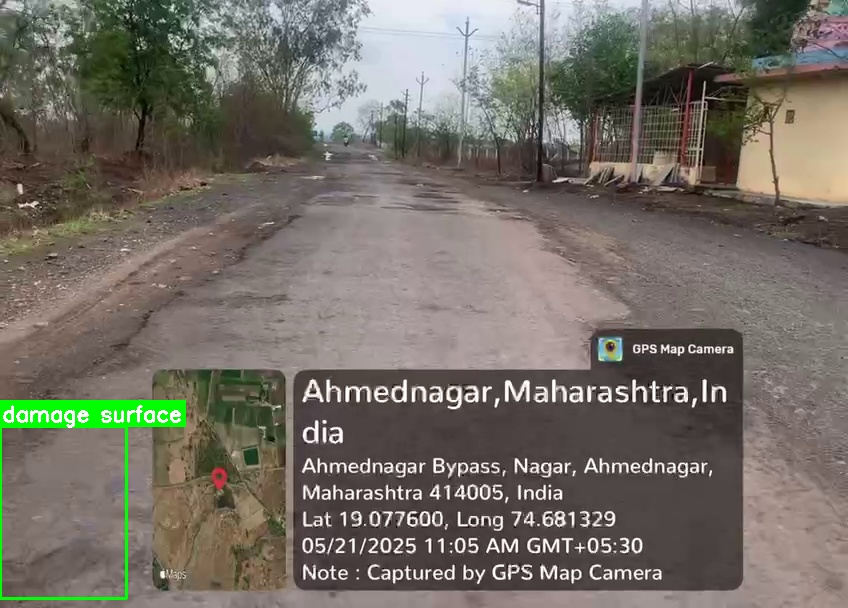 GPS Map Camera
Ahmednagar,Maharashtra,In
dia
Ahmednagar Bypass, Nagar, Ahmednagar,
Maharashtra 414005, India
Lat 19.077600, Long 74.681329
05/21/2025 11:05 AM GMT+05:30
Note : Captured by GPS Map Camera
damage surface
Maps